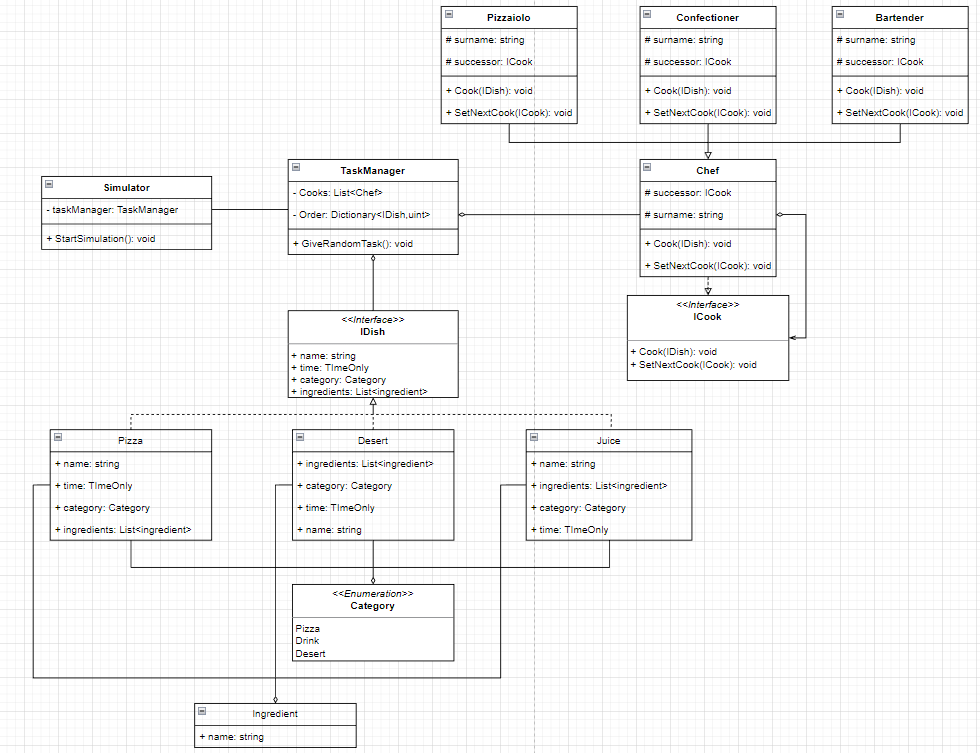 Pizzaiolo
# surname: string
# successor: ICook
+ Cook(IDish): void
+ SetNextCook(ICook): void
Confectioner
# surname: string
# successor: ICook
+ Cook(IDish): void
+ SetNextCook(ICook): void
Bartender
# surname: string
# successor: ICook
+ Cook(IDish): void
+ SetNextCook(ICook): void
Simulator
- taskManager: TaskManager
+ StartSimulation(): void
TaskManager
- Cooks: List<Chef>
- Order: Dictionary<IDish,uint>
+ GiveRandomTask(): void
Chef
# successor: ICook
# surname: string
+ Cook(IDish): void
+ SetNextCook(ICook): void
<<Interface>>
ICook
+ Cook(IDish): void
+ SetNextCook(ICook): void
<<Interface>>
IDish
+ name: string
+ time: TImeOnly
+ category: Category
+ ingredients: List<ingredient>
Pizza
+ name: string
+ time: TImeOnly
+ category: Category
+ ingredients: List<ingredient>
Desert
+ ingredients: List<ingredient>
+ category: Category
+ time: TImeOnly
+ name: string
Juice
+ name: string
+ ingredients: List<ingredient>
+ category: Category
+ time: TImeOnly
<<Enumeration>>
Category
Pizza
Drink
Desert
Ingredient
+ name: string